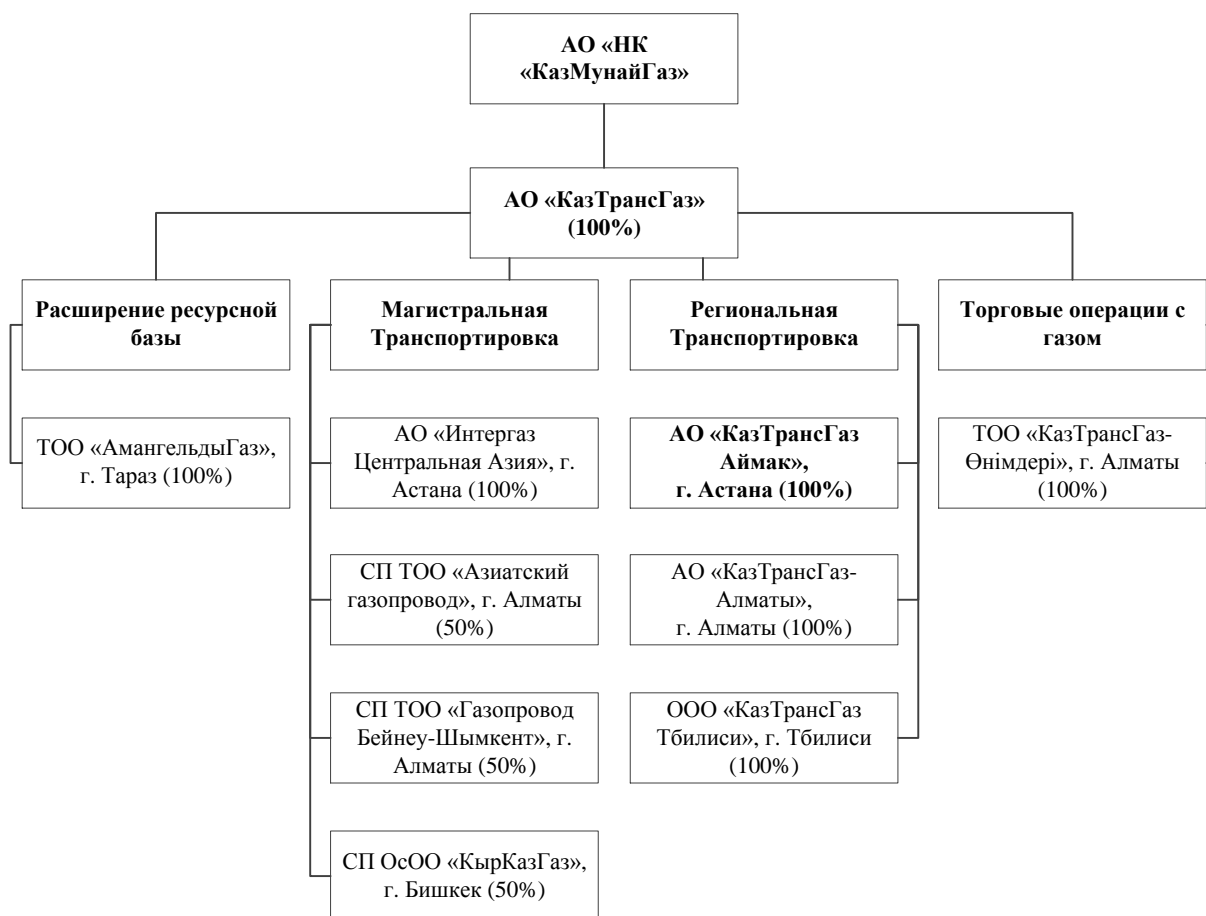 АО «НК
«КазМунайГаз»
АО «КазТрансГаз»
(100%)
Расширение ресурсной
базы
Магистральная
Транспортировка
Региональная
Транспортировка
Торговые операции с
газом
ТОО «АмангельдыГаз»,
г. Тараз (100%)
АО «Интергаз
Центральная Азия», г.
Астана (100%)
АО «КазТрансГаз
Аймак»,
г. Астана (100%)
ТОО «КазТрансГаз-
Өнімдері», г. Алматы
(100%)
СП ТОО «Азиатский
газопровод», г. Алматы
(50%)
АО «КазТрансГаз-
Алматы»,
г. Алматы (100%)
СП ТОО «Газопровод
Бейнеу-Шымкент», г.
Алматы (50%)
ООО «КазТрансГаз
Тбилиси», г. Тбилиси
(100%)
СП ОсОО «КырКазГаз»,
г. Бишкек (50%)